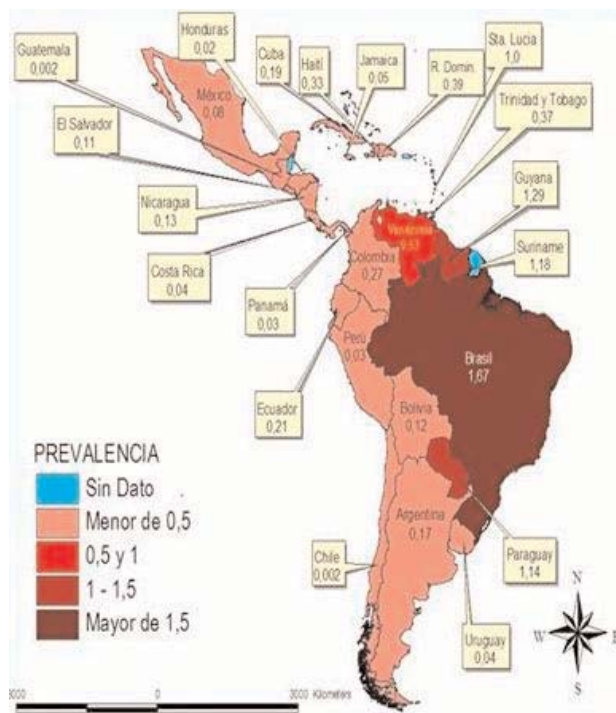 Guatemala
0,002
Honduras
0,02
Cuba
0,19
Haití
0,33
Jamaica
0,05
R. Domin.
0,39
Sta. Lucia
1,0
Trinidad y Tobago
0,37
México
0,08
El Salvador
0,11
Guyana
1,29
Nicaragua
0,13
Venezuela
Suriname
1,18
Costa Rica
0,04
Colombia
0,27
Panamá
0,03
Perú
0,03
Brasil
1,67
Ecuador
0,21
Bolivia
0,12
PREVALENCIA
Sin Dato
Menor de 0,5
0,5 y 1
1 - 1,5
Mayor de 1,5
Argentina
0,17
Chile
0,002
Paraguay
1,14
Uruguay
0,04
N
W
S
0
3000 Kilometers